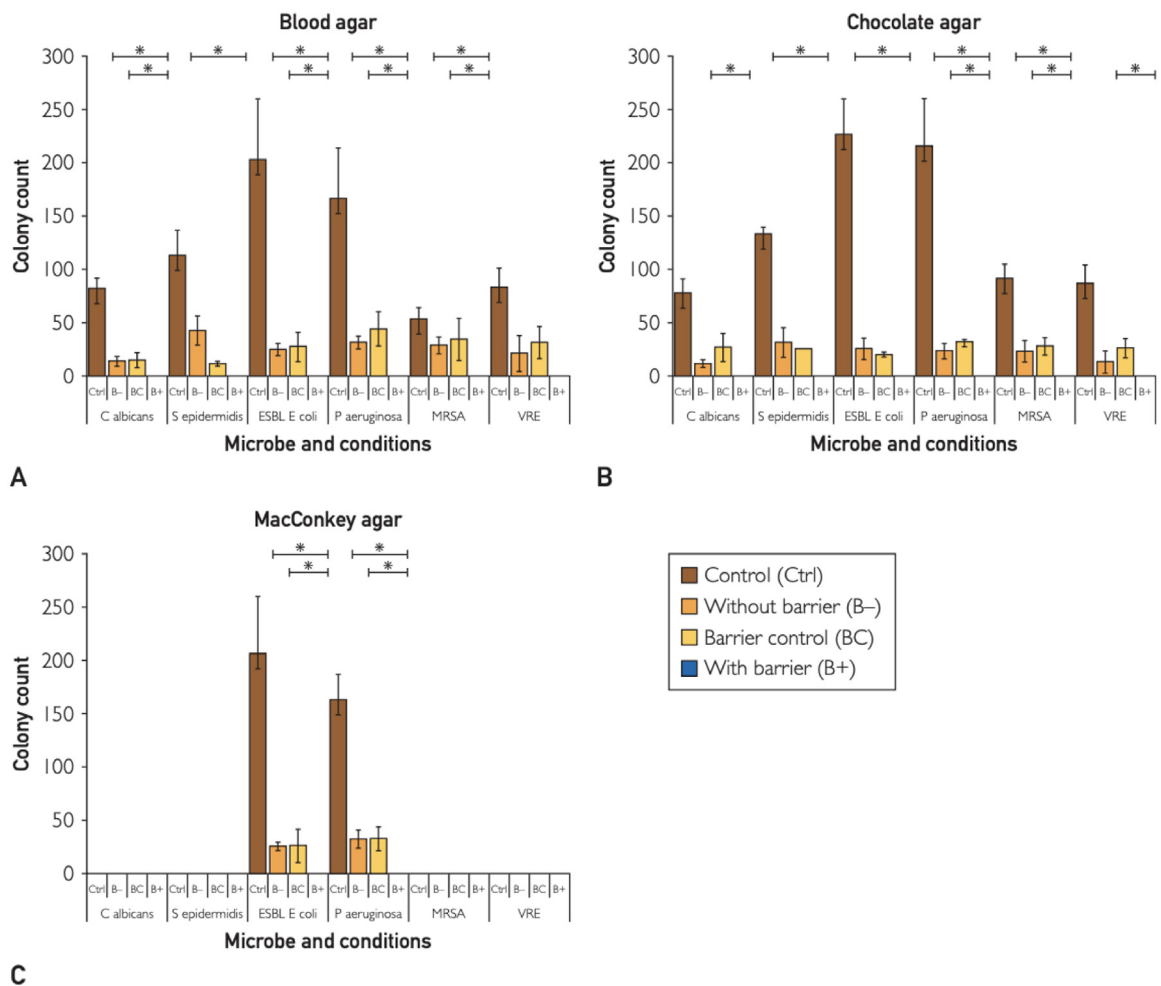 Blood agar
* * * * *
* * * *
300
250
200
150
100
50
0
Colony count
Ctrl B– BC B+ Ctrl B– BC B+ Ctrl B– BC B+ Ctrl B– BC B+ Ctrl B– BC B+ Ctrl B– BC B+
C albicans S epidermidis ESBL E coli P aeruginosa MRSA VRE
Microbe and conditions
A
Chocolate agar
* * * *
* * * *
300
250
200
150
100
50
0
Colony count
Ctrl B– BC B+ Ctrl B– BC B+ Ctrl B– BC B+ Ctrl B– BC B+ Ctrl B– BC B+ Ctrl B– BC B+
C albicans S epidermidis ESBL E coli P aeruginosa MRSA VRE
Microbe and conditions
B
MacConkey agar
* *
* *
300
250
200
150
100
50
0
Colony count
Ctrl B– BC B+ Ctrl B– BC B+ Ctrl B– BC B+ Ctrl B– BC B+ Ctrl B– BC B+ Ctrl B– BC B+
C albicans S epidermidis ESBL E coli P aeruginosa MRSA VRE
Microbe and conditions
C
Control (Ctrl)
Without barrier (B–)
Barrier control (BC)
With barrier (B+)